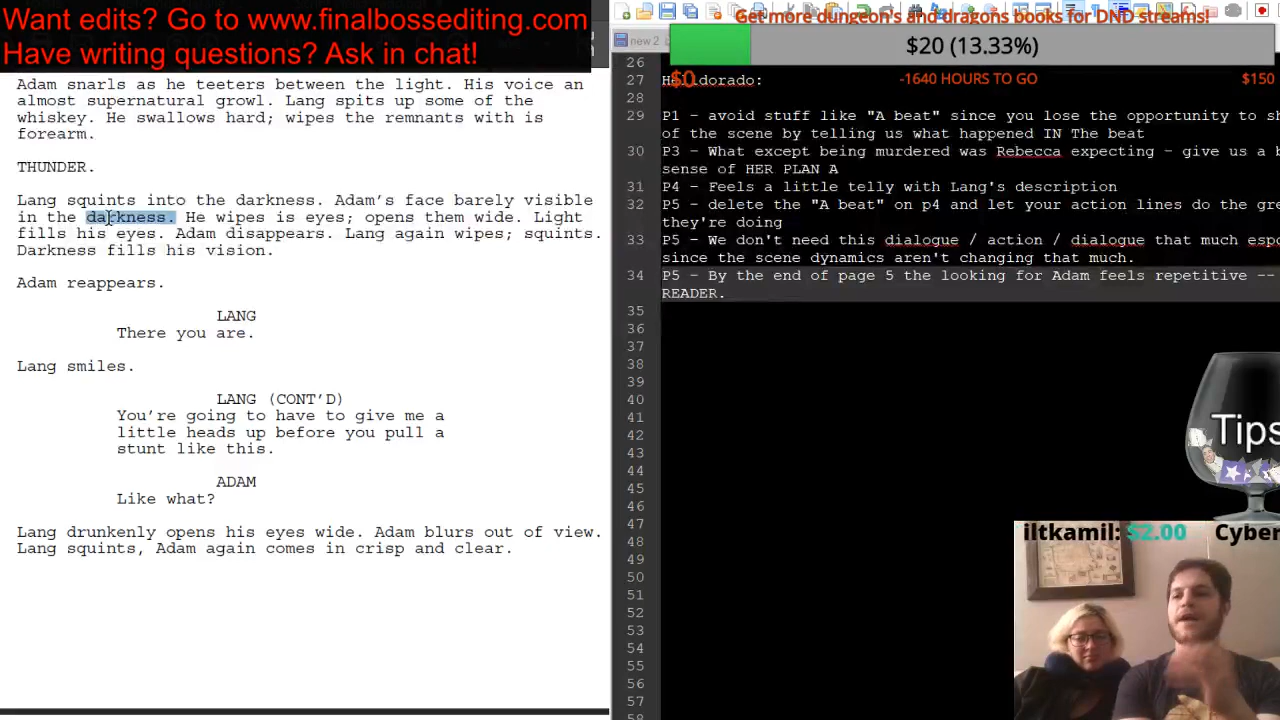 Want edits? Go to www.finalbossediting.com
Have writing questions? Ask in chat!
Adam snarls as he teeters between the light. His voice an
almost supernatural growl. Lang spits up some of the
whiskey. He swallows hard; wipes the remnants with is
forearm.
THUNDER.
Lang squints into the darkness. Adam's face barely visible
in the darkness. He wipes is eyes; opens them wide. Light
fills his eyes. Adam disappears. Lang again wipes; squints.
Darkness fills his vision.
Adam reappears.
LANG
There you are.
Lang smiles.
LANG (CONT'D)
You're going to have to give me a
little heads up before you pull a
stunt like this.
ADAM
Like what?
Lang drunkenly opens his eyes wide. Adam blurs out of view.
Lang squints, Adam again comes in crisp and clear.
Get more dungeon's and dragons books for DND streams!
new 2
$20 (13.33%)
$0
-1640 HOURS TO GO
$150
26
27 Helldorado:
28
29 P1 - avoid stuff like "A beat" since you lose the opportunity to sh
of the scene by telling us what happened IN The beat
30 P3 - What except being murdered was Rebecca expecting - give us a b
sense of HER PLAN A
31 P4 - Feels a little telly with Lang's description
32 P5 - delete the "A beat" on p4 and let your action lines do the gre
they're doing
33 P5 - We don't need this dialogue / action / dialogue that much espe
since the scene dynamics aren't changing that much.
34 P5 - By the end of page 5 the looking for Adam feels repetitive --
READER.
35
36
37
38
39
40
41
42
43
44
45
46
47
48
49
50
51
52
53
54
55
56
57
58
Tips
iltkamil: $2.00 Cyber